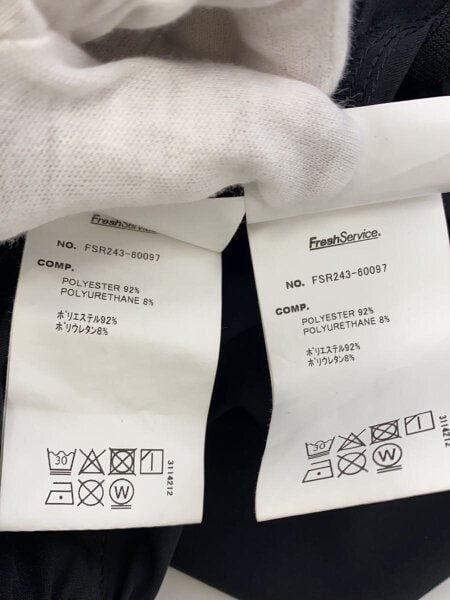 FreshService.
NO. FSR243-60097
COMP.
POLYESTER 92%
POLYURETHANE 8%
ポリエステル92%
ポリウレタン8%
30
W
3114212
FreshService.
NO. FSR243-60097
COMP.
POLYESTER 92%
POLYURETHANE 8%
ポリエステル92%
ポリウレタン8%
30
W
3114212